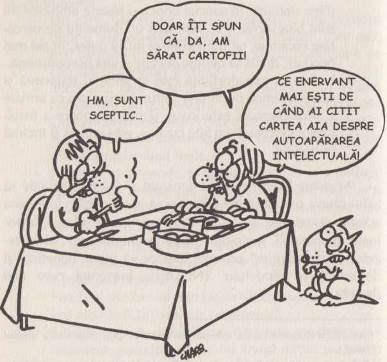 DOAR ÎȚI SPUN
CĂ, DA, AM
SĂRAT CARTOFII!
HM, SUNT
SCEPTIC...
CE ENERVANT
MAI EȘTI DE
CÂND AI CITIT
CARTEA AIA DESPRE
AUTOAPĂRAREA
INTELECTUALĂ!
CHARB.